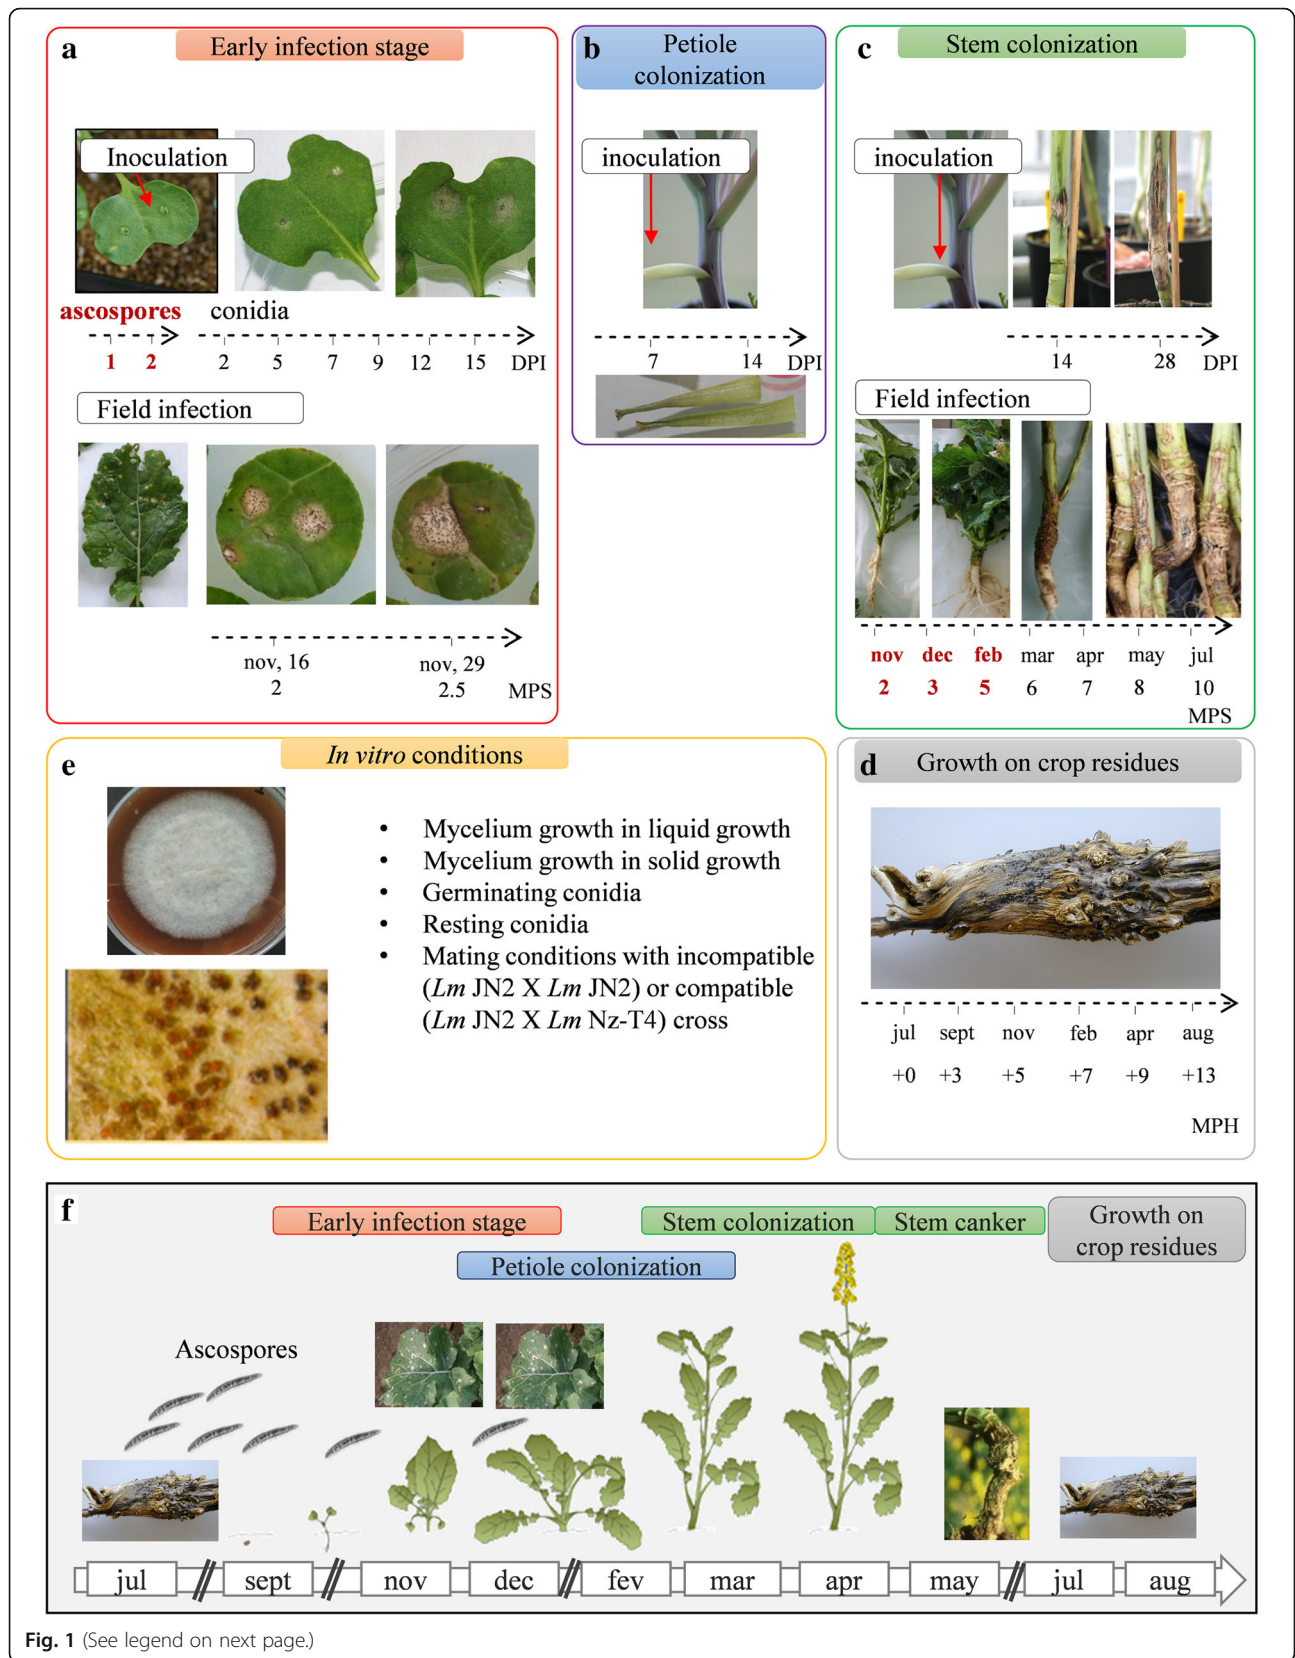 a
Early infection stage
Inoculation
ascospores
conidia
1 2
2 5 7 9 12 15 DPI
Field infection
nov, 16 nov, 29
2 2.5 MPS
b
Petiole
colonization
inoculation
7 14 DPI
c
Stem colonization
inoculation
14 28 DPI
Field infection
nov dec feb mar apr may jul
2 3 5 6 7 8 10
MPS
e
In vitro conditions
• Mycelium growth in liquid growth
• Mycelium growth in solid growth
• Germinating conidia
• Resting conidia
• Mating conditions with incompatible
(Lm JN2 X Lm JN2) or compatible
(Lm JN2 X Lm Nz-T4) cross
d
Growth on crop residues
jul sept nov feb apr aug
+0 +3 +5 +7 +9 +13
MPH
f
Early infection stage
Stem colonization
Stem canker
Growth on
crop residues
Petiole colonization
Ascospores
jul sept nov dec fev mar apr may jul aug
Fig. 1 (See legend on next page.)